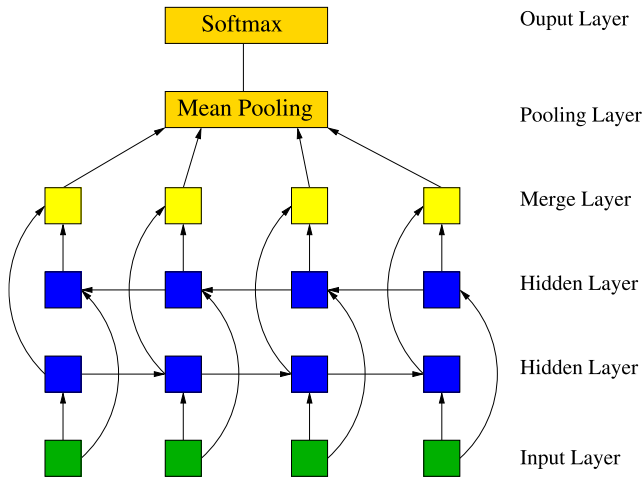 Softmax
Ouput Layer
Mean Pooling
Pooling Layer
Merge Layer
Hidden Layer
Hidden Layer
Input Layer